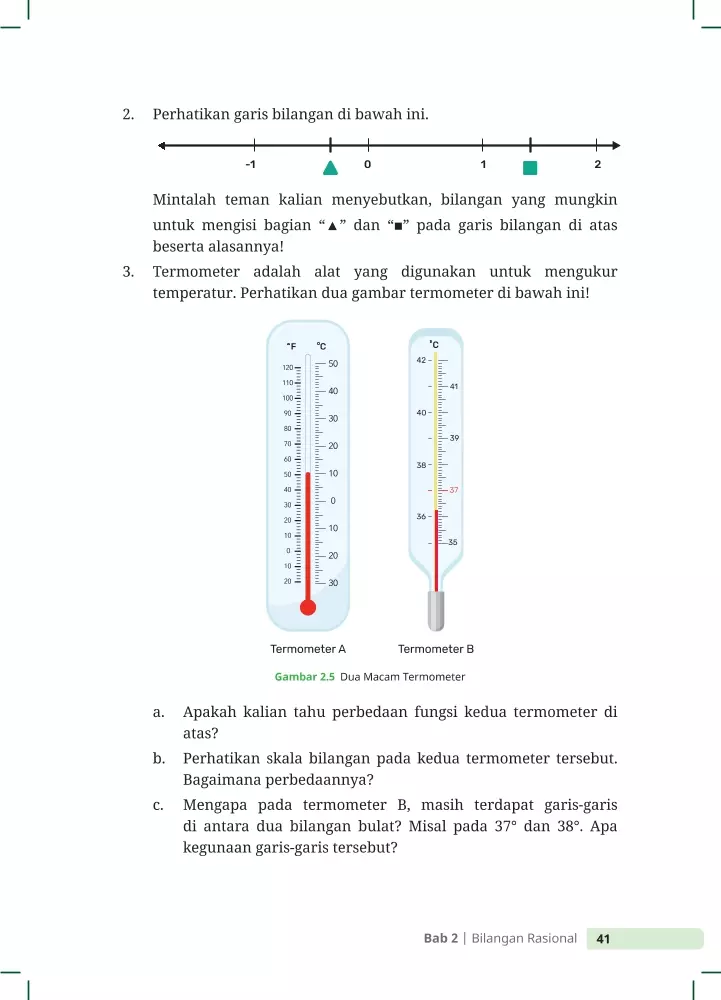 2. Perhatikan garis bilangan di bawah ini.
-1 0 1 2
Mintalah teman kalian menyebutkan, bilangan yang mungkin
untuk mengisi bagian “▲” dan “■” pada garis bilangan di atas
beserta alasannya!
3. Termometer adalah alat yang digunakan untuk mengukur
temperatur. Perhatikan dua gambar termometer di bawah ini!
°F °C
120
110
100
90
80
70
60
50
40
30
20
10
0
10
20
50
40
30
20
10
0
10
20
30
°C
42
40
38
36
41
39
37
35
Termometer A Termometer B
Gambar 2.5 Dua Macam Termometer
a. Apakah kalian tahu perbedaan fungsi kedua termometer di
atas?
b. Perhatikan skala bilangan pada kedua termometer tersebut.
Bagaimana perbedaannya?
c. Mengapa pada termometer B, masih terdapat garis-garis
di antara dua bilangan bulat? Misal pada 37° dan 38°. Apa
kegunaan garis-garis tersebut?
Bab 2 | Bilangan Rasional 41